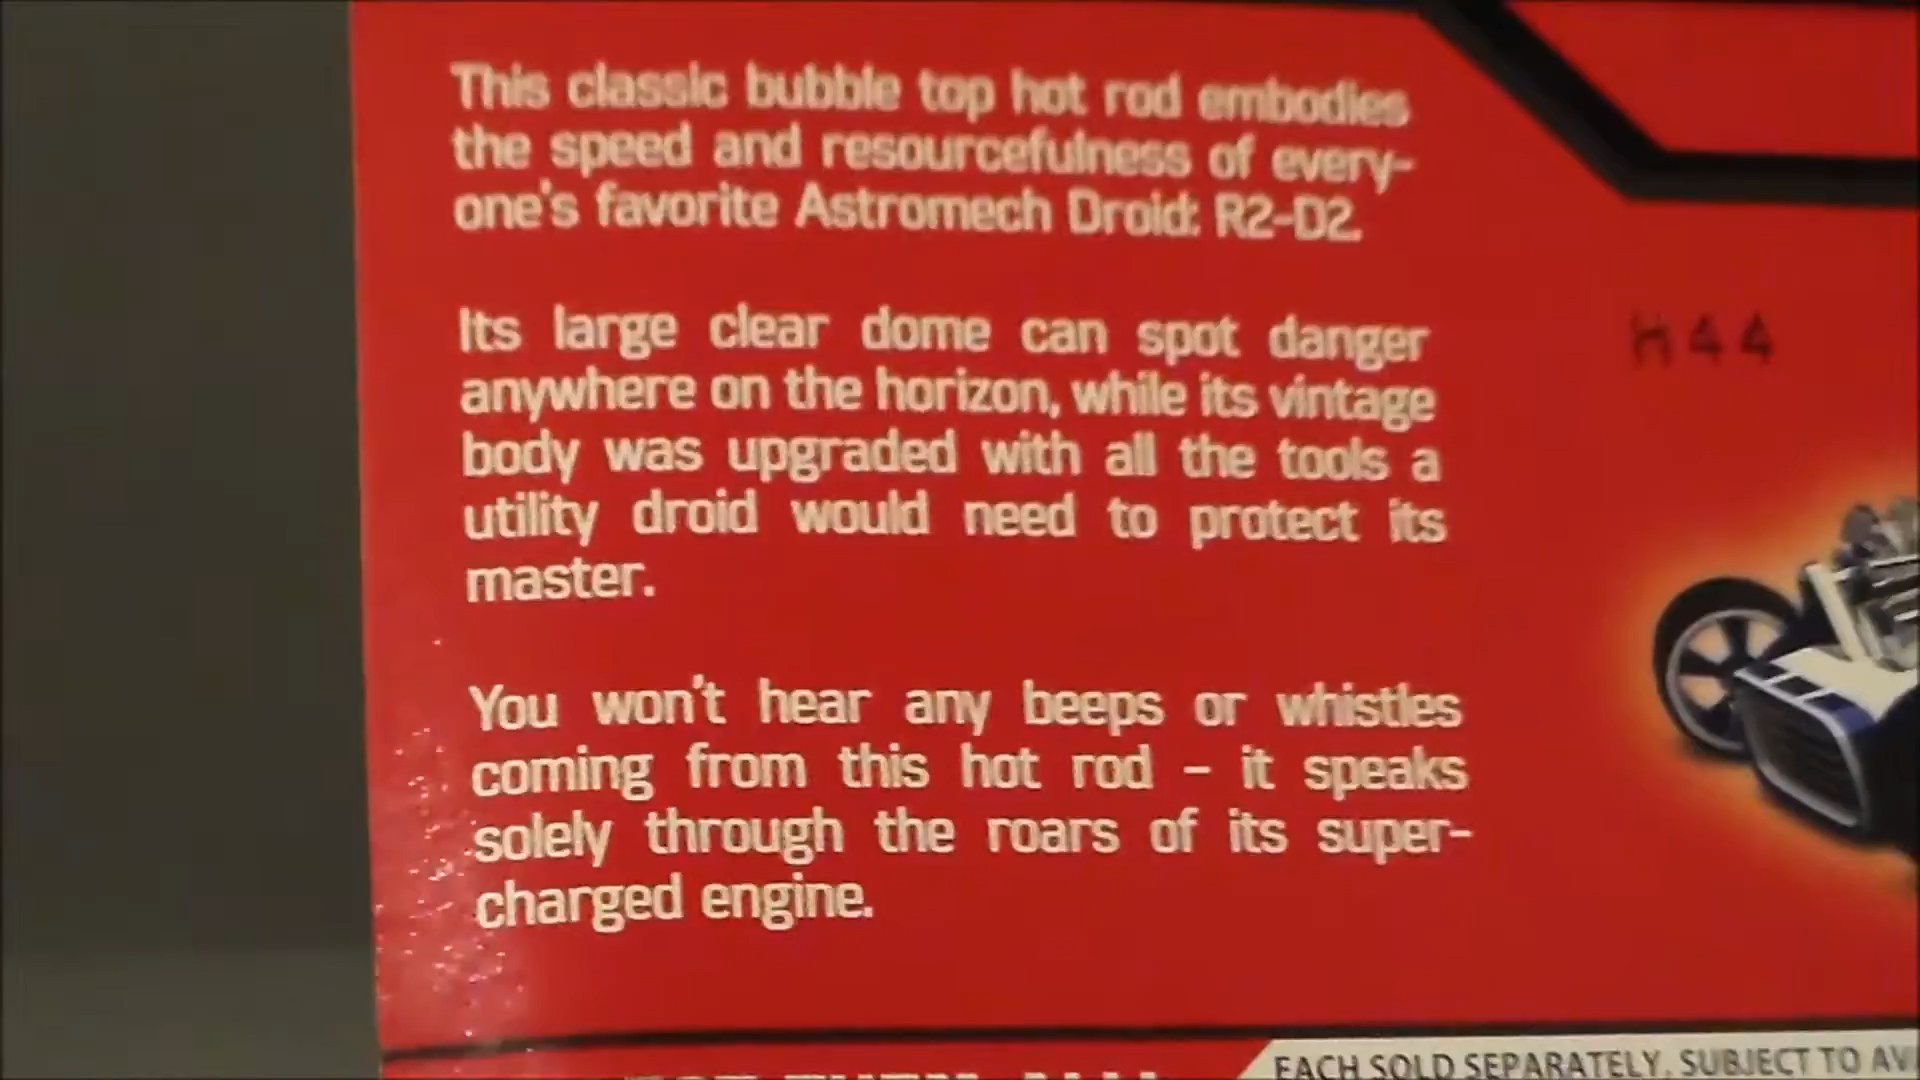 This classic bubble top hot rod embodies
the speed and resourcefulness of every-
one's favorite Astromech Droid: R2-D2.
Its large clear dome can spot danger
anywhere on the horizon, while its vintage
body was upgraded with all the tools a
utility droid would need to protect its
master.
You won't hear any beeps or whistles
coming from this hot rod – it speaks
solely through the roars of its super-
charged engine.
H44
EACH SOLD SEPARATELY. SUBJECT TO